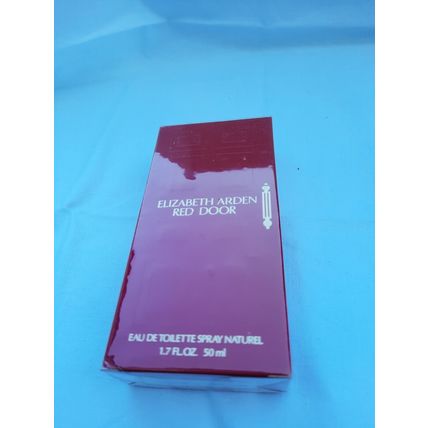 ELIZABETH ARDEN
RED DOOR
EAU DE TOILETTE SPRAY NATUREL
1.7 FL.OZ. 50 ml